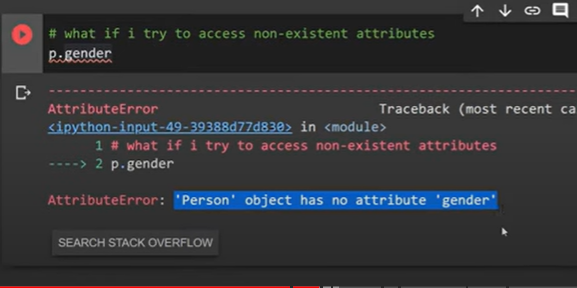 # what if i try to access non-existent attributes
p.gender
AttributeError Traceback (most recent ca
<ipython-input-49-39388d77d830> in <module>
1 # what if i try to access non-existent attributes
----> 2 p.gender
AttributeError: 'Person' object has no attribute 'gender'
SEARCH STACK OVERFLOW